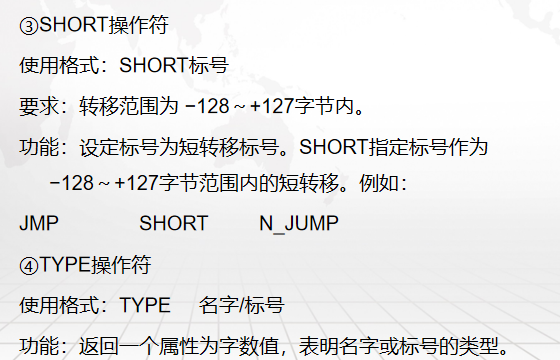 ③SHORT操作符
使用格式：SHORT标号
要求：转移范围为 −128～+127字节内。
功能：设定标号为短转移标号。SHORT指定标号作为
−128～+127字节范围内的短转移。例如：
JMP SHORT N_JUMP
④TYPE操作符
使用格式：TYPE 名字/标号
功能：返回一个属性为字数值，表明名字或标号的类型。